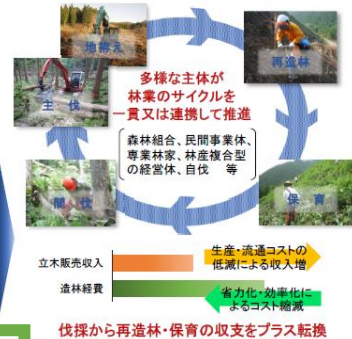 地拵え
再造林
主伐
多様な主体が
林業のサイクルを
一貫又は連携して推進
森林組合、民間事業体、
専業林家、林産複合型
の経営体、自伐　等
間伐
保育
立木販売収入
生産・流通コストの
低減による収入増
造林経費
省力化・効率化に
よるコスト縮減
伐採から再造林・保育の収支をプラス転換